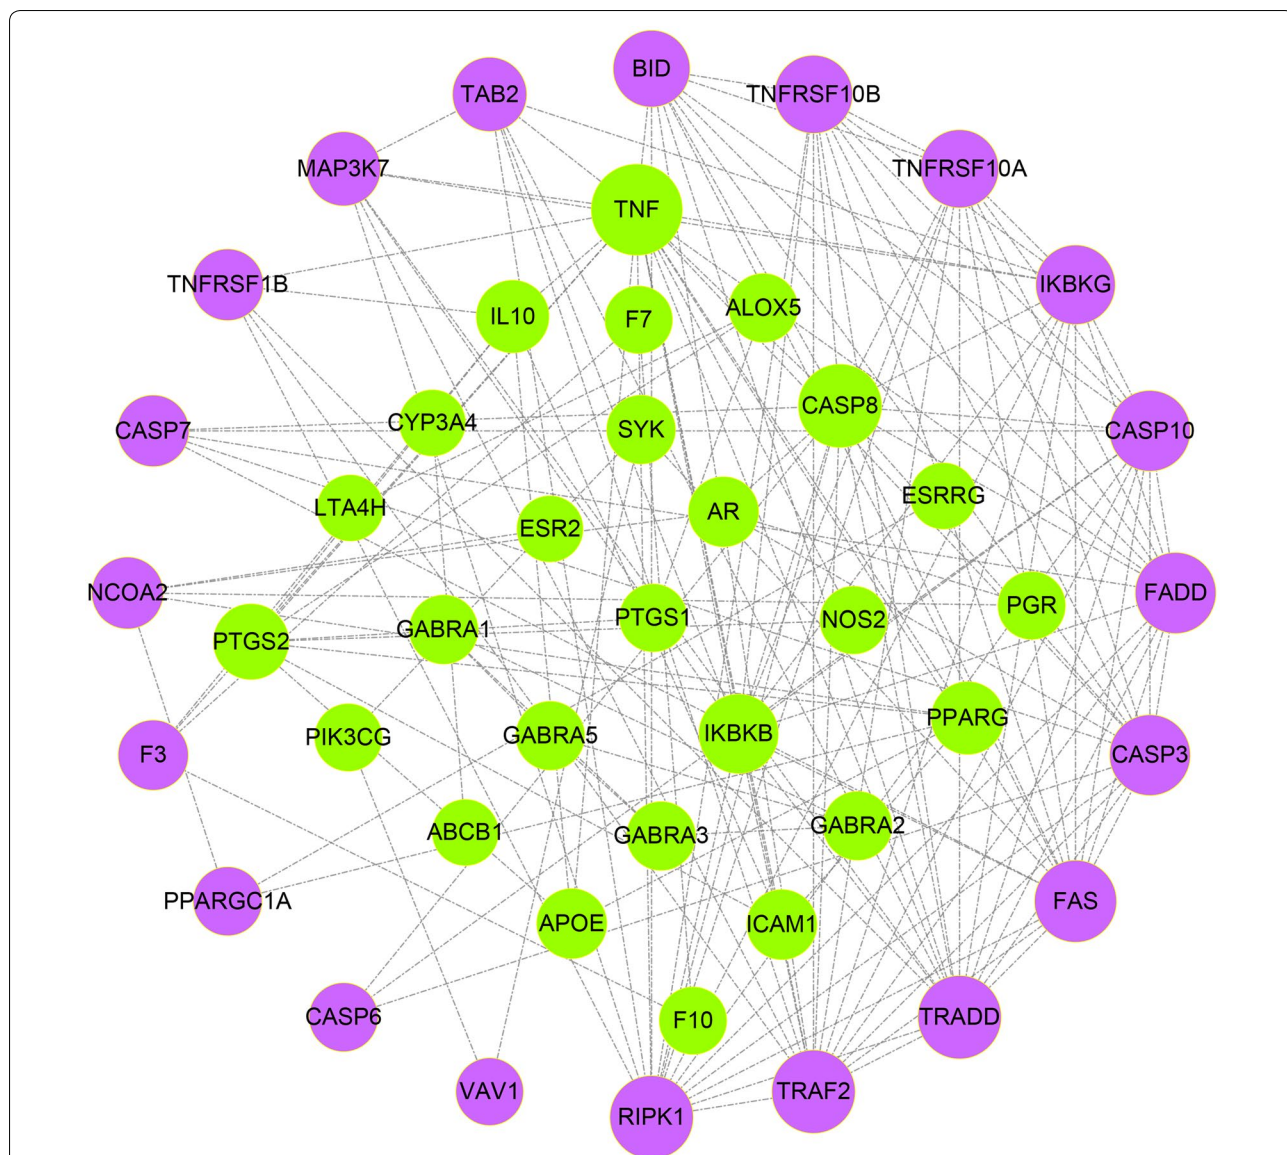 BID
TAB2
TNFRSF10B
MAP3K7
TNFRSF10A
TNF
TNFRSF1B
IKBKG
IL10
F7
ALOX5
CASP8
CYP3A4
SYK
CASP7
CASP10
ESRRG
LTA4H
AR
ESR2
NCOA2
FADD
PGR
PTGS1
NOS2
GABRA1
PTGS2
PPARG
IKBKB
GABRA5
PIK3CG
F3
CASP3
GABRA2
ABCB1
GABRA3
PPARGC1A
FAS
APOE
ICAM1
CASP6
F10
TRADD
VAV1
TRAF2
RIPK1